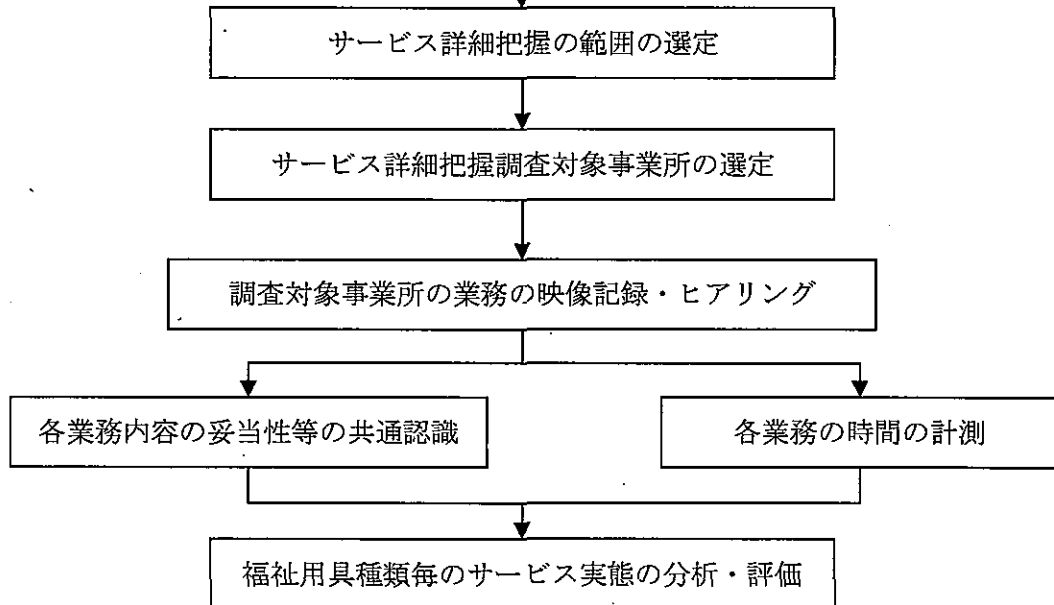 サービス詳細把握の範囲の選定
サービス詳細把握調査対象事業所の選定
調査対象事業所の業務の映像記録・ヒアリング
各業務内容の妥当性等の共通認識
各業務の時間の計測
福祉用具種類毎のサービス実態の分析・評価